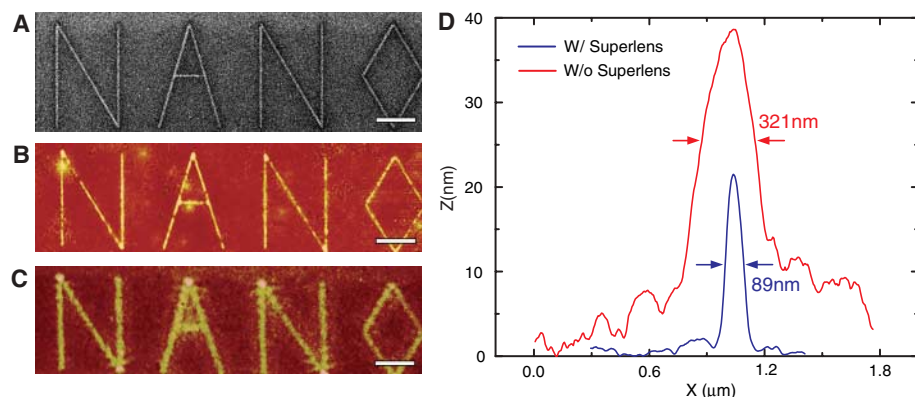 A
NANO
B
NANO
C
NANO
D
W/ Superlens
W/o Superlens
321nm
89nm
Z(nm)
40
30
20
10
0
0.0 0.6 1.2 1.8
X (μm)